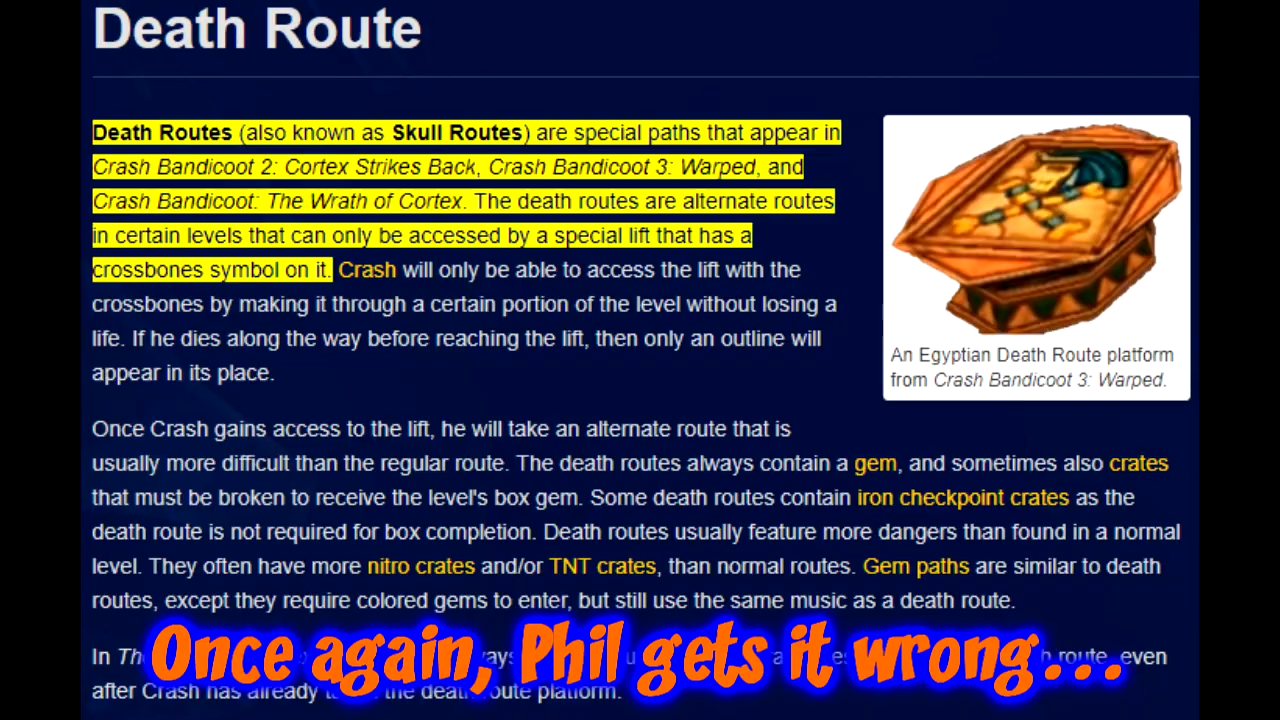 Death Route
Death Routes (also known as Skull Routes) are special paths that appear in
Crash Bandicoot 2: Cortex Strikes Back, Crash Bandicoot 3: Warped, and
Crash Bandicoot: The Wrath of Cortex. The death routes are alternate routes
in certain levels that can only be accessed by a special lift that has a
crossbones symbol on it. Crash will only be able to access the lift with the
crossbones by making it through a certain portion of the level without losing a
life. If he dies along the way before reaching the lift, then only an outline will
appear in its place.
An Egyptian Death Route platform
from Crash Bandicoot 3: Warped.
Once Crash gains access to the lift, he will take an alternate route that is
usually more difficult than the regular route. The death routes always contain a gem, and sometimes also crates
that must be broken to receive the level's box gem. Some death routes contain iron checkpoint crates as the
death route is not required for box completion. Death routes usually feature more dangers than found in a normal
level. They often have more nitro crates and/or TNT crates, than normal routes. Gem paths are similar to death
routes, except they require colored gems to enter, but still use the same music as a death route.
In route, even
Once again, Phil gets it wrong...
after Crash has already the death route platform.